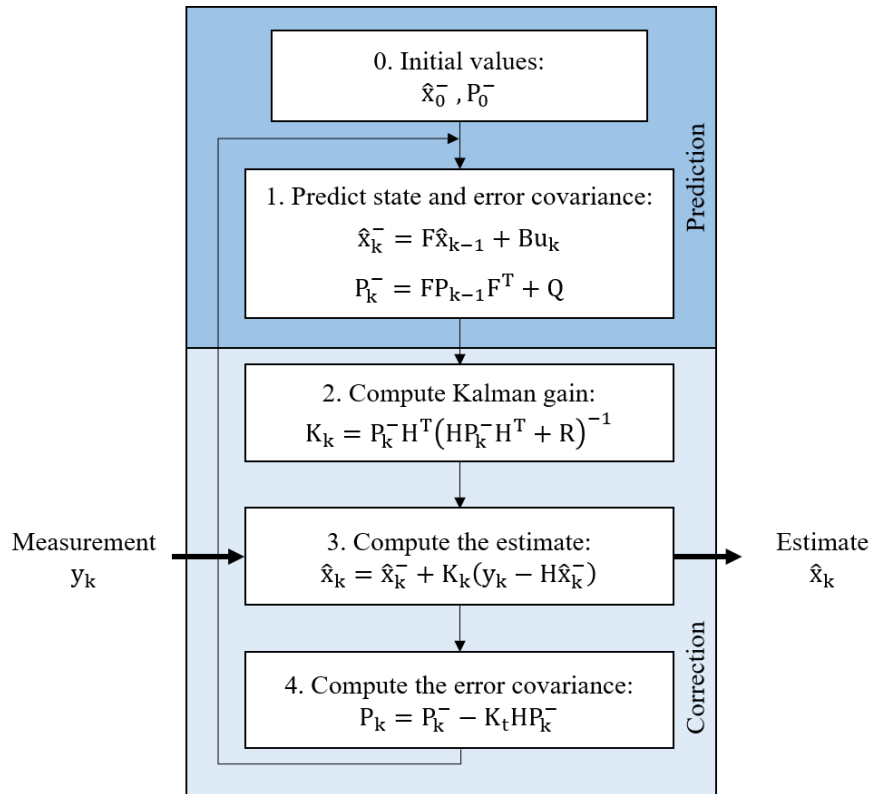 0. Initial values:
x̂₀⁻ , P₀⁻
Prediction
1. Predict state and error covariance:
x̂ₖ⁻ = Fx̂ₖ₋₁ + Buₖ
Pₖ⁻ = FPₖ₋₁Fᵀ + Q
2. Compute Kalman gain:
Kₖ = Pₖ⁻Hᵀ(HPₖ⁻Hᵀ + R)⁻¹
Measurement
yₖ
3. Compute the estimate:
x̂ₖ = x̂ₖ⁻ + Kₖ(yₖ − Hx̂ₖ⁻)
Estimate
x̂ₖ
4. Compute the error covariance:
Pₖ = Pₖ⁻ − KₜHPₖ⁻
Correction